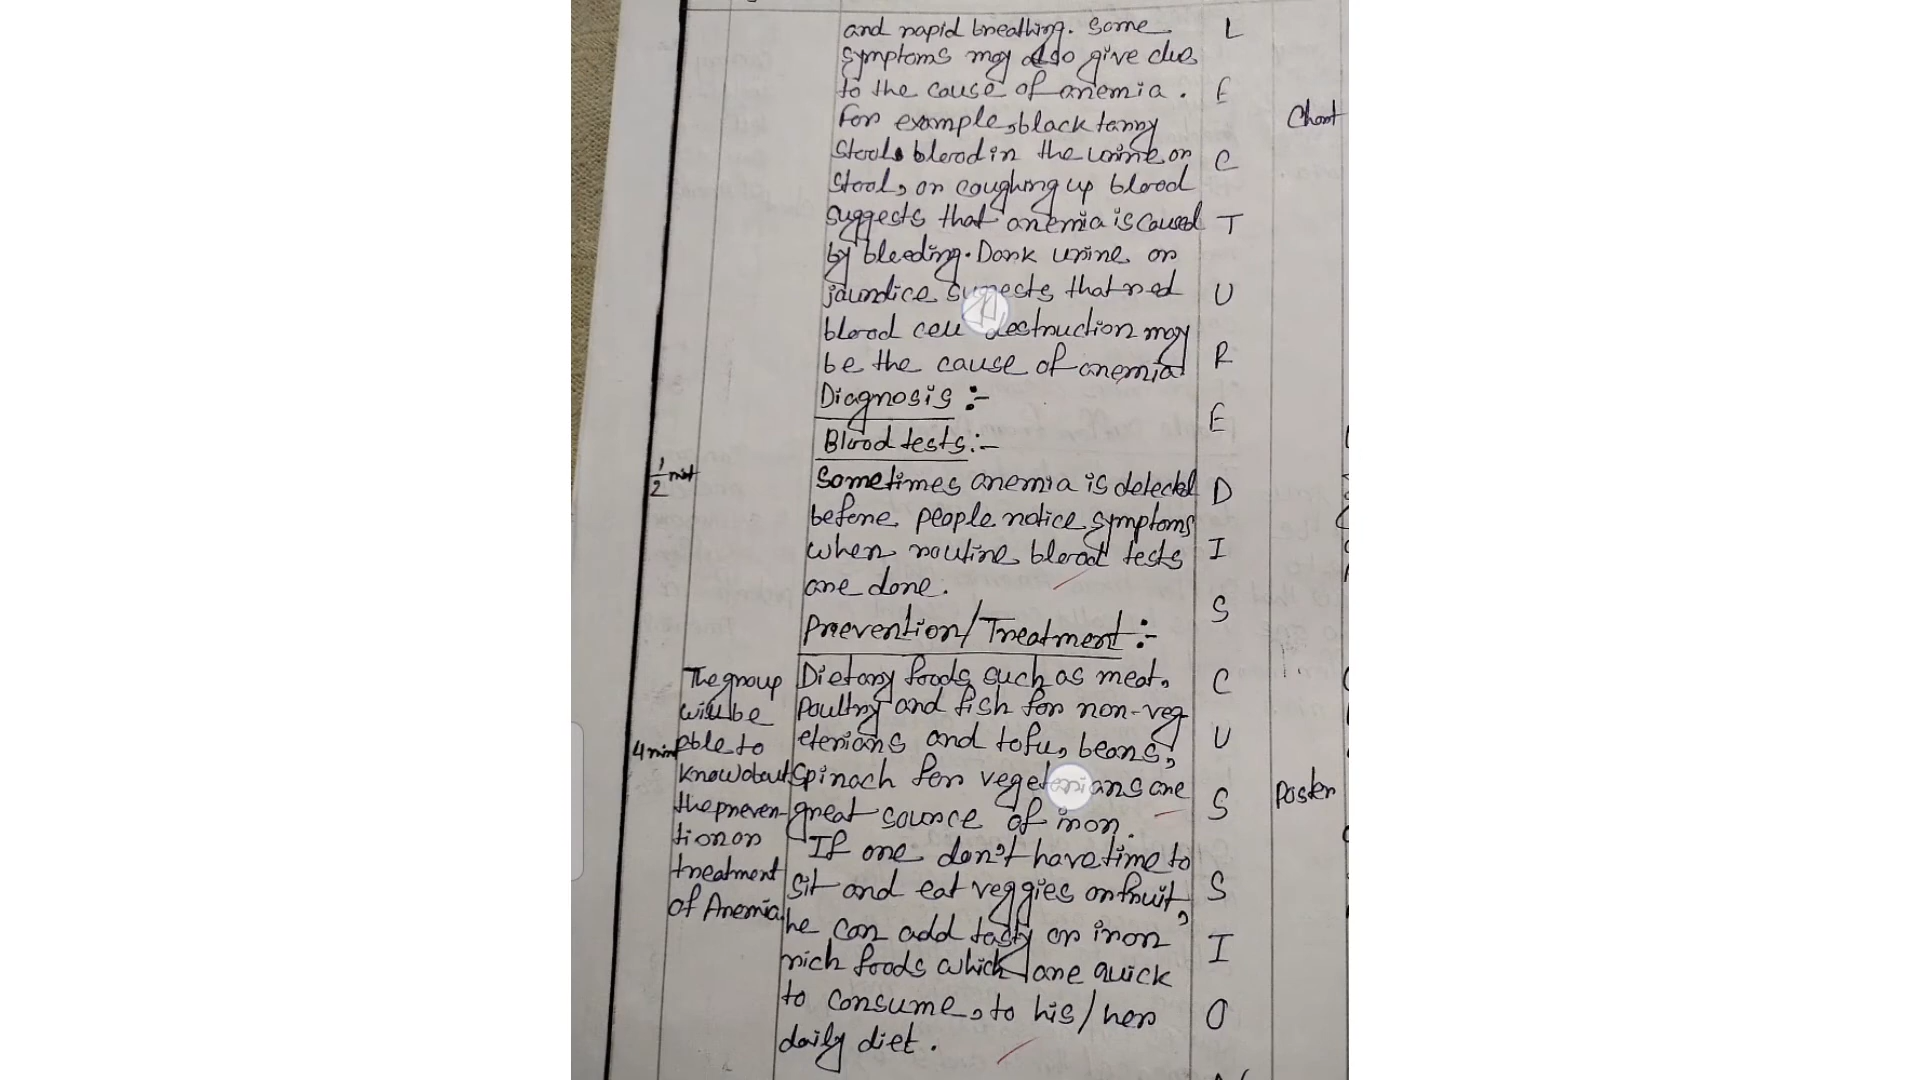 and rapid breathing. Some
symptoms may also give clues
to the cause of anemia.
For example, black tarry
stool, blood in the urine or
stool, or coughing up blood
suggests that anemia is caused
by bleeding. Dark urine or
jaundice suggests that red
blood cell destruction may
be the cause of anemia
Diagnosis :-
Blood tests :-
Sometimes anemia is detected
before people notice symptoms
when routine blood tests
are done.
Prevention/Treatment :-
Dietary foods such as meat,
poultry and fish for non-veg
eterians and tofu, beans,
spinach for vegeterians are
great source of iron.
If one don't have time to
sit and eat veggies or fruit,
he can add tasty or iron
rich foods which are quick
to consume, to his/her
daily diet.
1/2 mint
4 mint
The group
will be
able to
know about
the preven-
tion or
treatment
of Anemia.
L
E
C
T
U
R
E
D
I
S
C
U
S
S
I
O
Chart
Poster